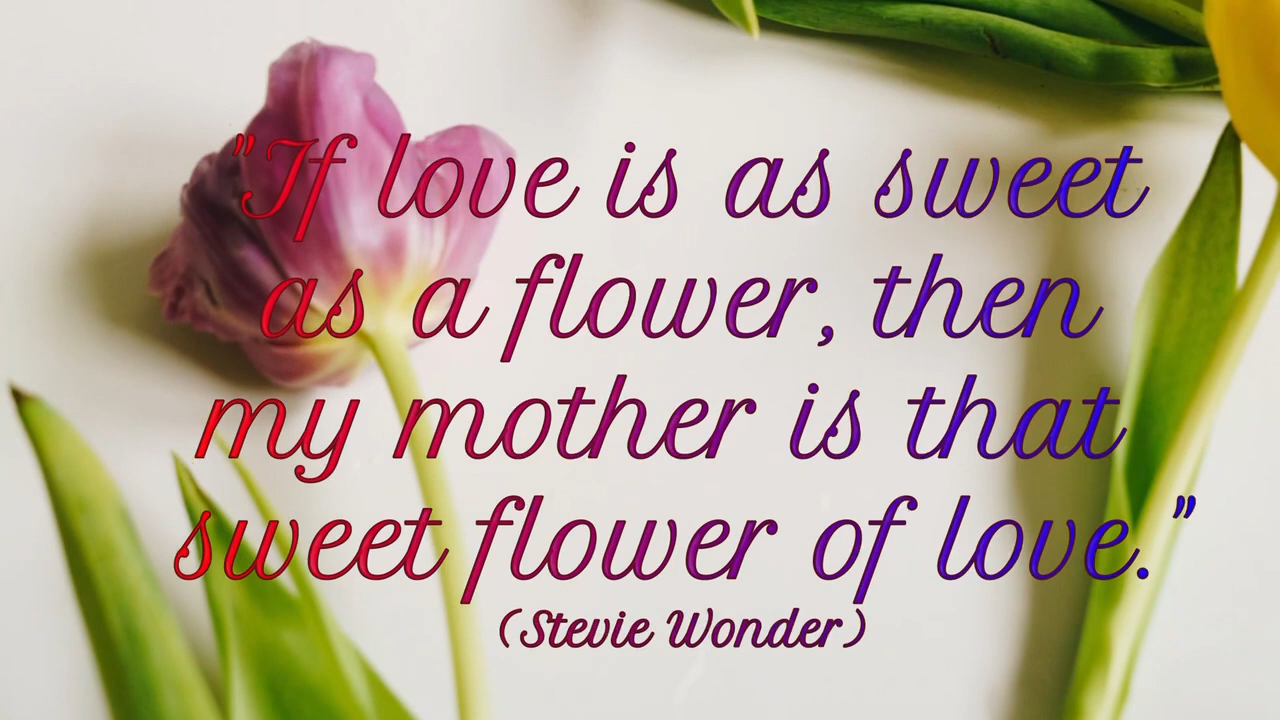 "If love is as sweet
as a flower, then
my mother is that
sweet flower of love."
(Stevie Wonder)